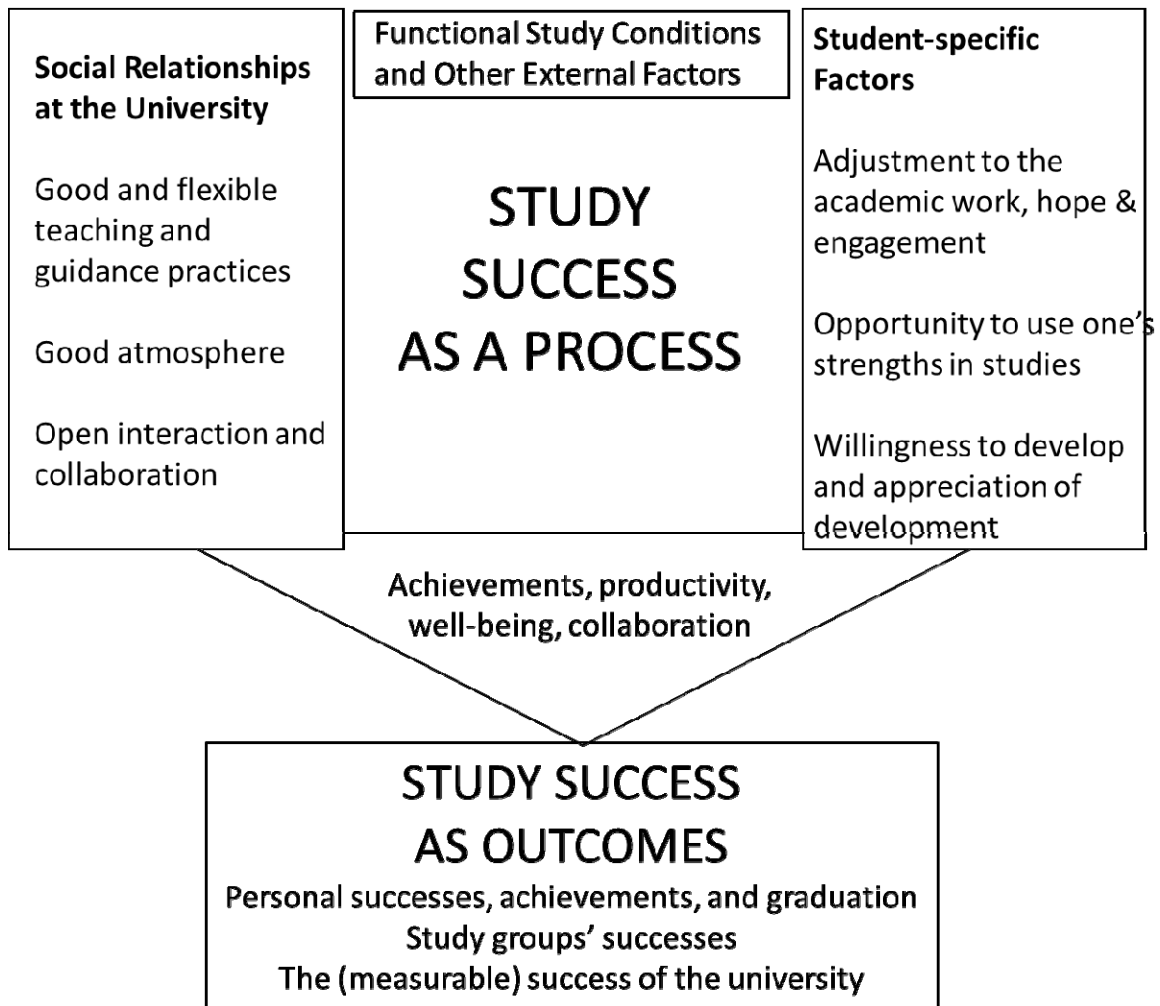 Social Relationships
at the University
Good and flexible
teaching and
guidance practices
Good atmosphere
Open interaction and
collaboration
Functional Study Conditions
and Other External Factors
STUDY
SUCCESS
AS A PROCESS
Student-specific
Factors
Adjustment to the
academic work, hope &
engagement
Opportunity to use one's
strengths in studies
Willingness to develop
and appreciation of
development
Achievements, productivity,
well-being, collaboration
STUDY SUCCESS
AS OUTCOMES
Personal successes, achievements, and graduation
Study groups' successes
The (measurable) success of the university